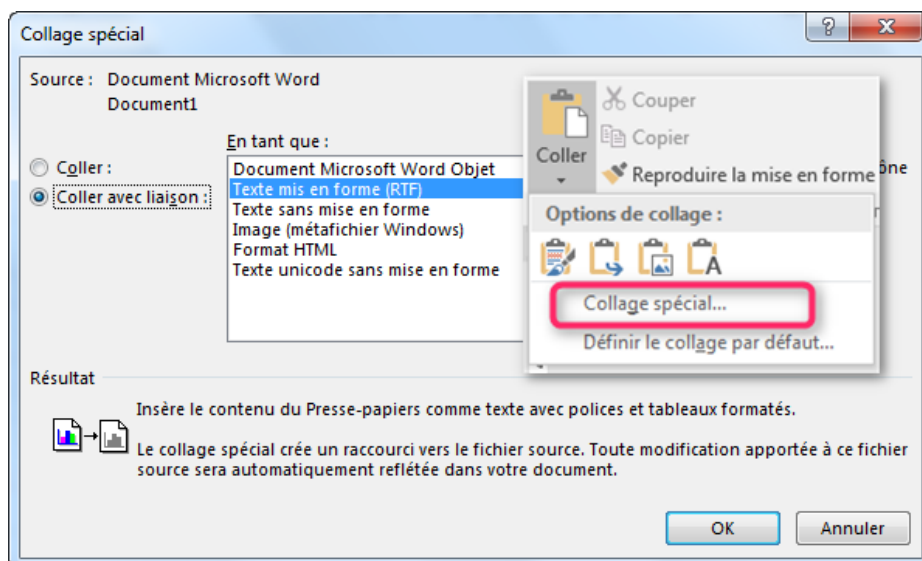 Collage spécial
Source : Document Microsoft Word
Document1
En tant que :
Coller :
Coller avec liaison :
Document Microsoft Word Objet
Texte mis en forme (RTF)
Texte sans mise en forme
Image (métafichier Windows)
Format HTML
Texte unicode sans mise en forme
Couper
Copier
Coller
Reproduire la mise en forme
Options de collage :
Collage spécial...
Définir le collage par défaut...
Résultat
Insère le contenu du Presse-papiers comme texte avec polices et tableaux formatés.
Le collage spécial crée un raccourci vers le fichier source. Toute modification apportée à ce fichier
source sera automatiquement reflétée dans votre document.
OK
Annuler